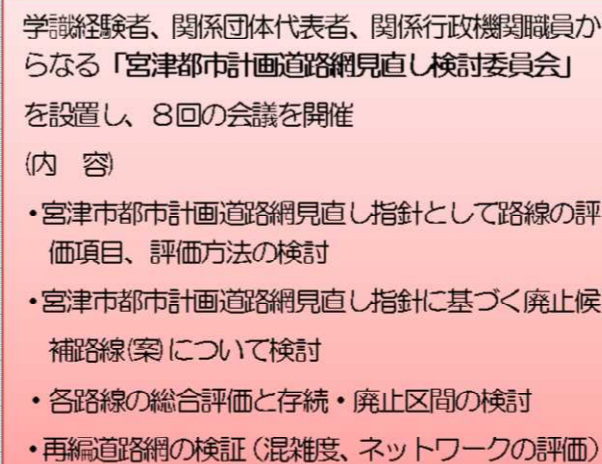 学識経験者、関係団体代表者、関係行政機関職員か
らなる「宮津都市計画道路網見直し検討委員会」
を設置し、８回の会議を開催
(内　容)
・宮津市都市計画道路網見直し指針として路線の評
価項目、評価方法の検討
・宮津市都市計画道路網見直し指針に基づく廃止候
補路線(案)について検討
・各路線の総合評価と存続・廃止区間の検討
・再編道路網の検証（混雑度、ネットワークの評価）